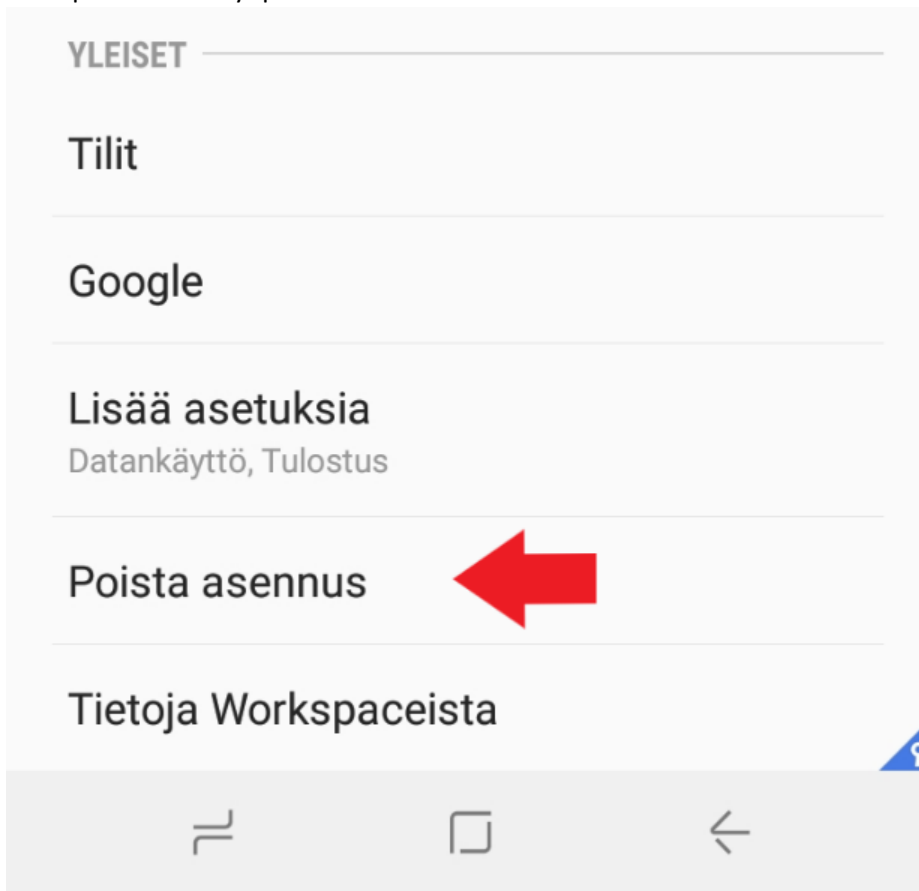 YLEISET
Tilit
Google
Lisää asetuksia
Datankäyttö, Tulostus
Poista asennus
Tietoja Workspaceista